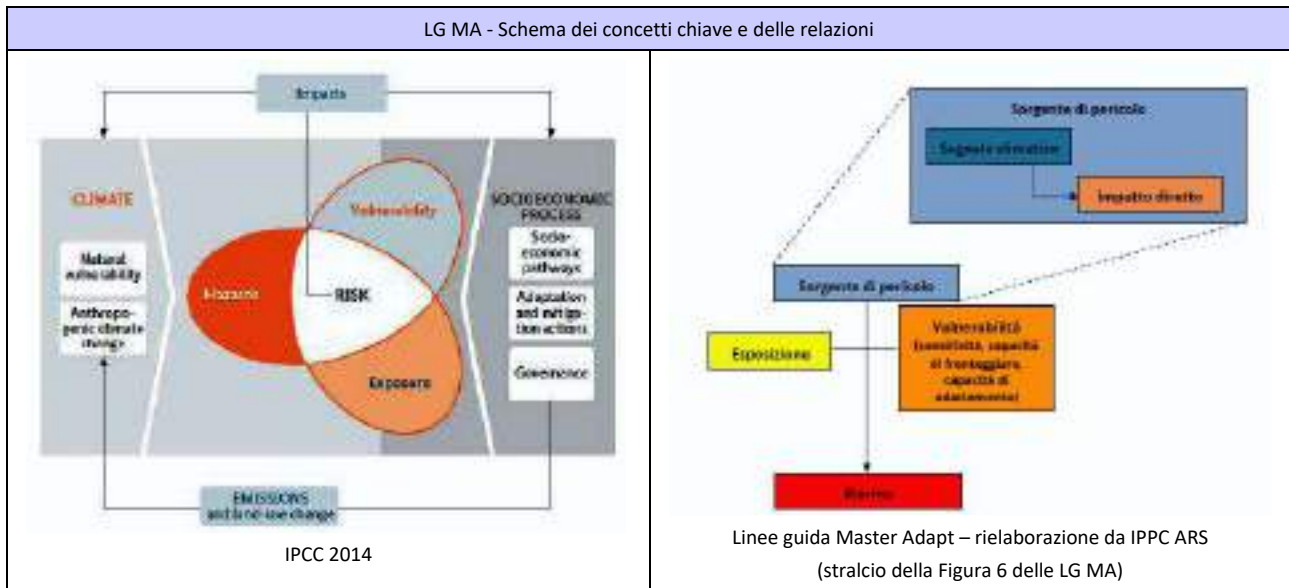 LG MA - Schema dei concetti chiave e delle relazioni
Impacts
CLIMATE
Natural
vulnerability
Anthropo-
genic climate
change
Hazards
Vulnerability
RISK
Exposure
SOCIOECONOMIC
PROCESS
Socio-
economic
pathways
Adaptation
and mitiga-
tion actions
Governance
EMISSIONS
and land-use change
IPCC 2014
Sorgente di pericolo
Segnale climatico
Impatto diretto
Sorgente di pericolo
Esposizione
Vulnerabilità
(sensitività, capacità
di fronteggiare,
capacità di
adattamento)
Rischio
Linee guida Master Adapt – rielaborazione da IPPC ARS
(stralcio della Figura 6 delle LG MA)